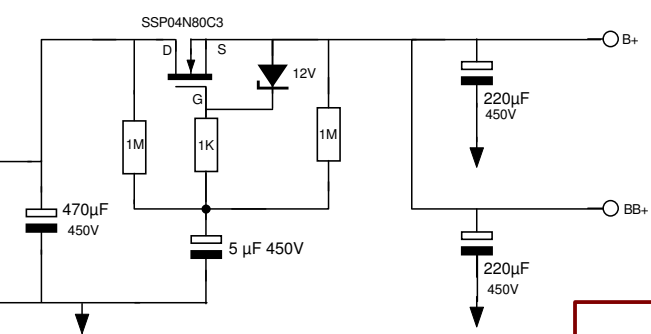 SSP04N80C3
D
S
B+
12V
G
220µF
450V
1M
1K
1M
470µF
450V
BB+
5 µF 450V
220µF
450V